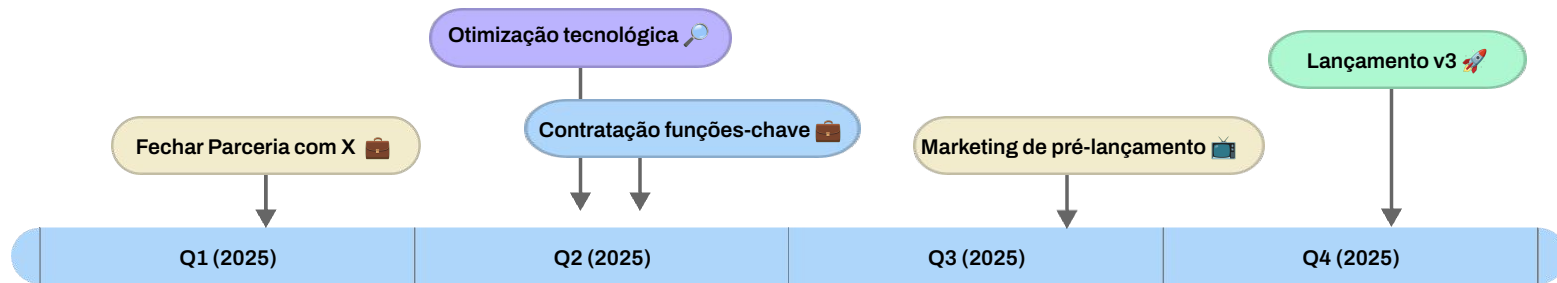 Otimização tecnológica 🔎
Lançamento v3 🚀
Contratação funções-chave 💼
Fechar Parceria com X 💼
Marketing de pré-lançamento 📺
Q1 (2025)
Q2 (2025)
Q3 (2025)
Q4 (2025)